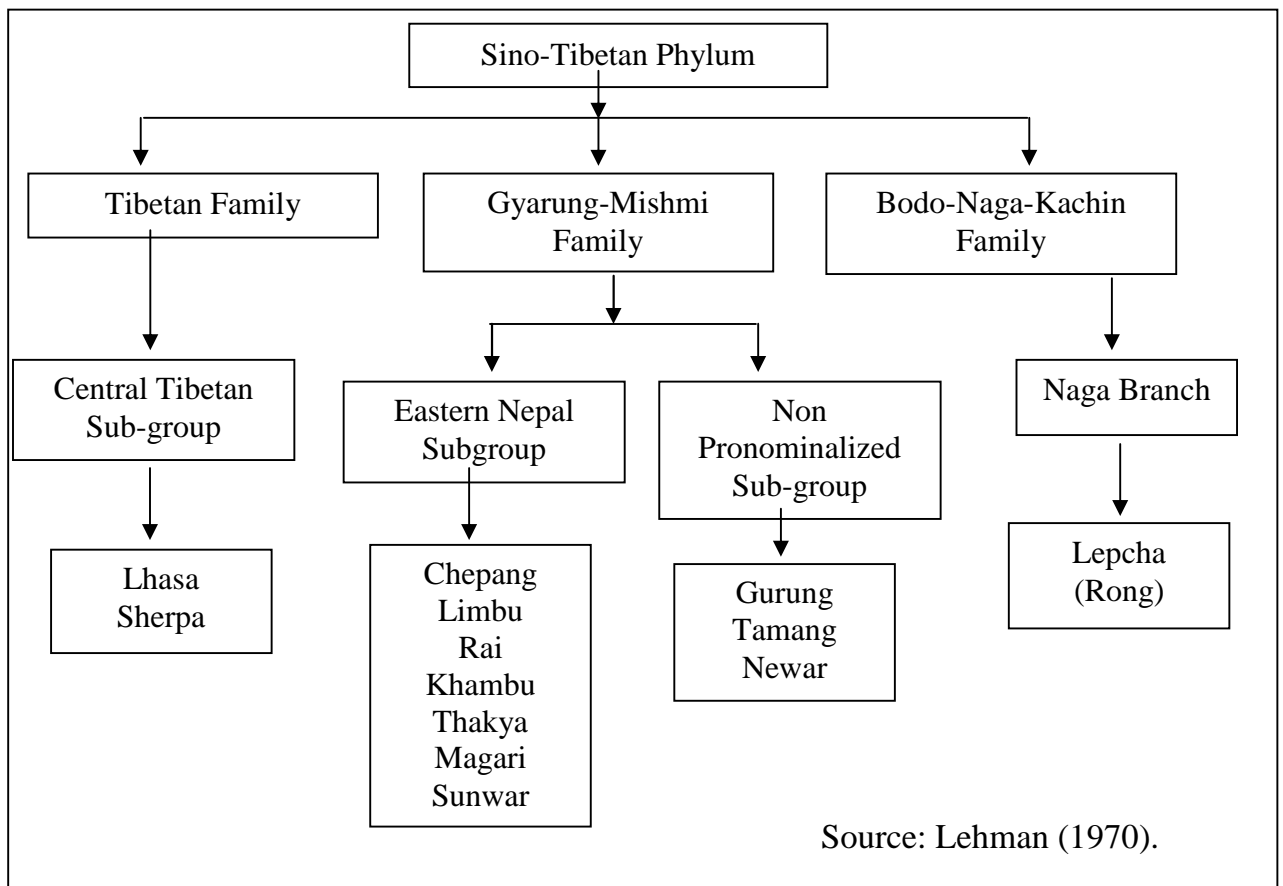 Sino-Tibetan Phylum
Tibetan Family
Gyarung-Mishmi
Family
Bodo-Naga-Kachin
Family
Central Tibetan
Sub-group
Eastern Nepal
Subgroup
Non
Pronominalized
Sub-group
Naga Branch
Lhasa
Sherpa
Chepang
Limbu
Rai
Khambu
Thakya
Magari
Sunwar
Gurung
Tamang
Newar
Lepcha
(Rong)
Source: Lehman (1970).